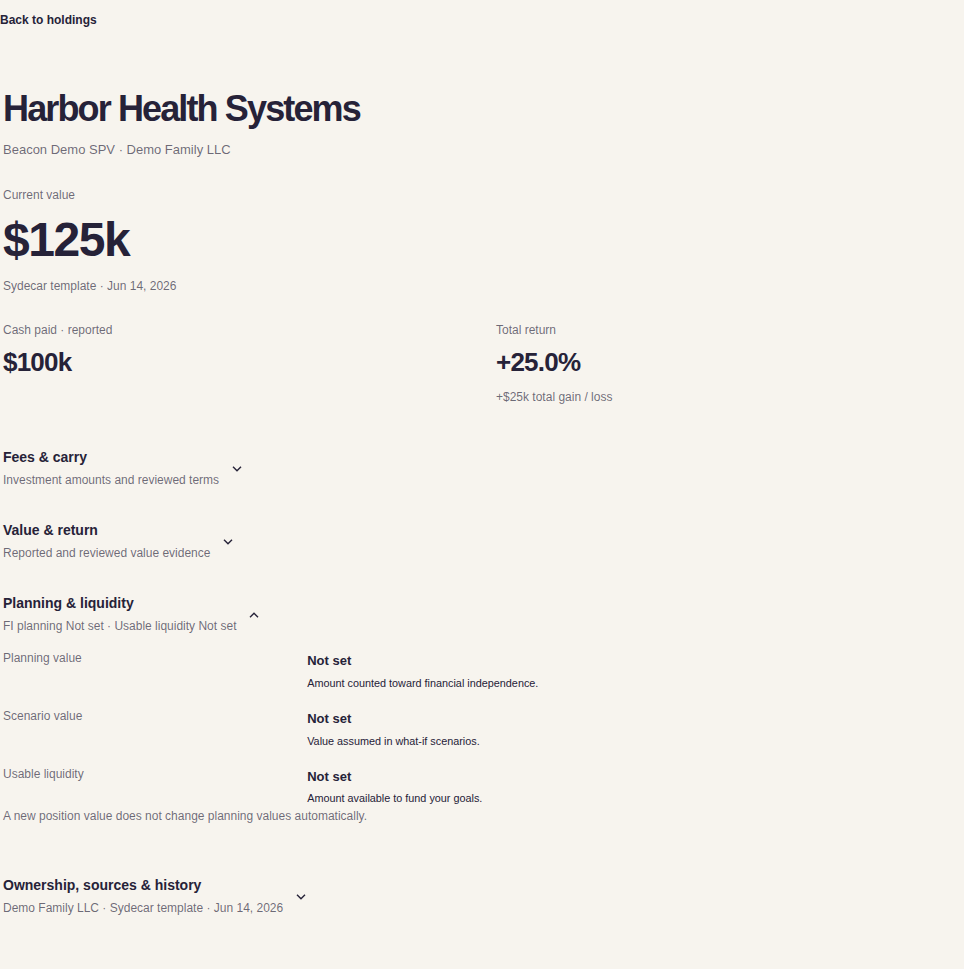 Back to holdings
Harbor Health Systems
Beacon Demo SPV · Demo Family LLC
Current value
$125k
Sydecar template · Jun 14, 2026
Cash paid · reported
$100k
Total return
+25.0%
+$25k total gain / loss
Fees & carry
Investment amounts and reviewed terms
Value & return
Reported and reviewed value evidence
Planning & liquidity
FI planning Not set · Usable liquidity Not set
Planning value
Not set
Amount counted toward financial independence.
Scenario value
Not set
Value assumed in what-if scenarios.
Usable liquidity
Not set
Amount available to fund your goals.
A new position value does not change planning values automatically.
Ownership, sources & history
Demo Family LLC · Sydecar template · Jun 14, 2026